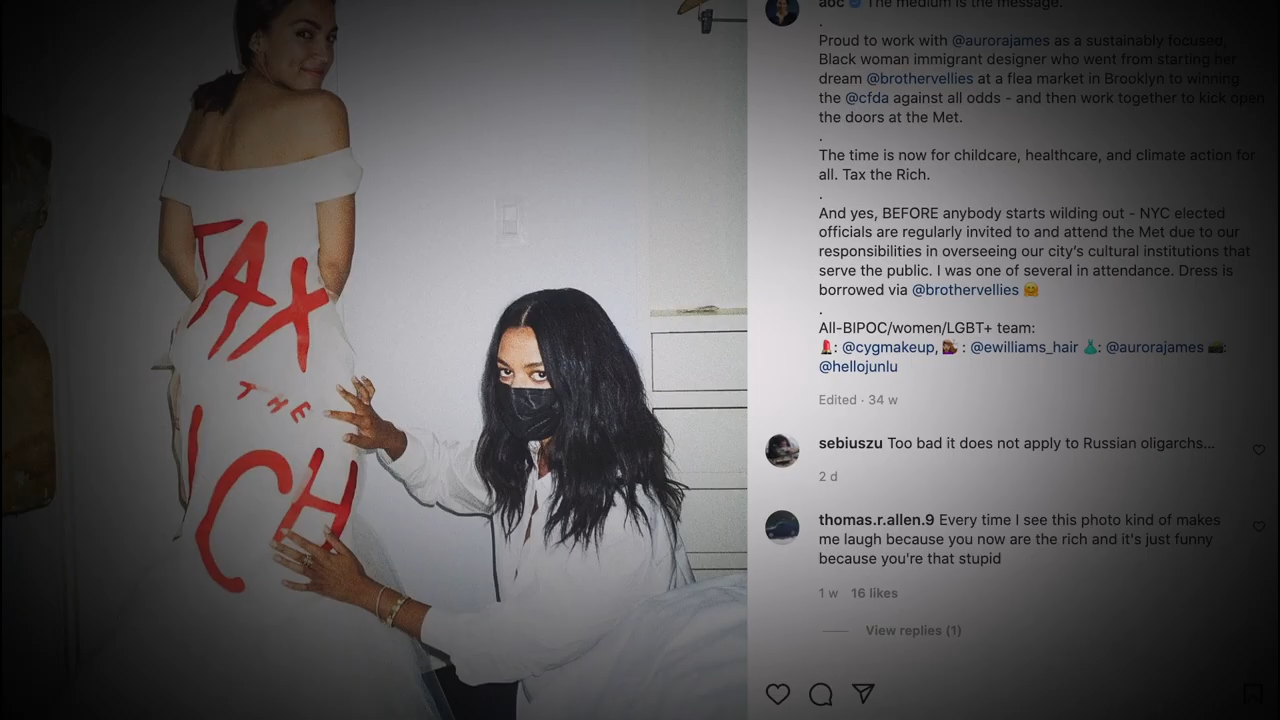 TAX
THE
RICH
aoc The medium is the message.
.
Proud to work with @aurorajames as a sustainably focused,
Black woman immigrant designer who went from starting her
dream @brothervellies at a flea market in Brooklyn to winning
the @cfda against all odds - and then work together to kick open
the doors at the Met.
.
The time is now for childcare, healthcare, and climate action for
all. Tax the Rich.
.
And yes, BEFORE anybody starts wilding out - NYC elected
officials are regularly invited to and attend the Met due to our
responsibilities in overseeing our city's cultural institutions that
serve the public. I was one of several in attendance. Dress is
borrowed via @brothervellies 🤗
.
All-BIPOC/women/LGBT+ team:
💄: @cygmakeup, 💇🏽‍♀️ : @ewilliams_hair 👗: @aurorajames 📸:
@hellojunlu
Edited · 34 w
sebiuszu Too bad it does not apply to Russian oligarchs...
2 d
thomas.r.allen.9 Every time I see this photo kind of makes
me laugh because you now are the rich and it's just funny
because you're that stupid
1 w 16 likes
View replies (1)